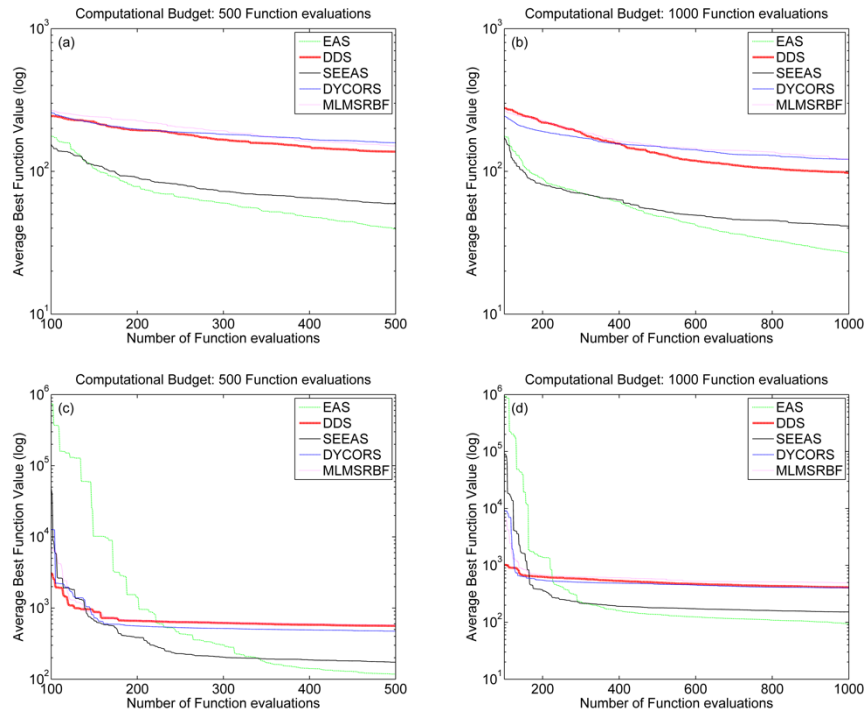 Computational Budget: 500 Function evaluations
(a)
EAS
DDS
SEEAS
DYCORS
MLMSRBF
Average Best Function Value (log)
10^3
10^2
10^1
100 200 300 400 500
Number of Function evaluations
Computational Budget: 1000 Function evaluations
(b)
EAS
DDS
SEEAS
DYCORS
MLMSRBF
Average Best Function Value (log)
10^3
10^2
10^1
200 400 600 800 1000
Number of Function evaluations
Computational Budget: 500 Function evaluations
(c)
EAS
DDS
SEEAS
DYCORS
MLMSRBF
Average Best Function Value (log)
10^6
10^5
10^4
10^3
10^2
100 200 300 400 500
Number of Function evaluations
Computational Budget: 1000 Function evaluations
(d)
EAS
DDS
SEEAS
DYCORS
MLMSRBF
Average Best Function Value (log)
10^6
10^5
10^4
10^3
10^2
10^1
200 400 600 800 1000
Number of Function evaluations